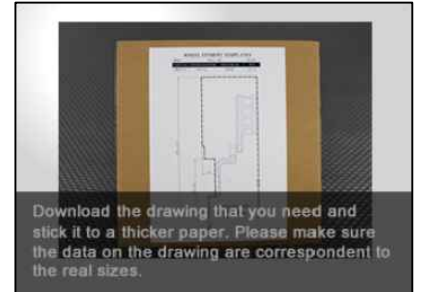 Download the drawing that you need and
stick it to a thicker paper. Please make sure
the data on the drawing are correspondent to
the real sizes.